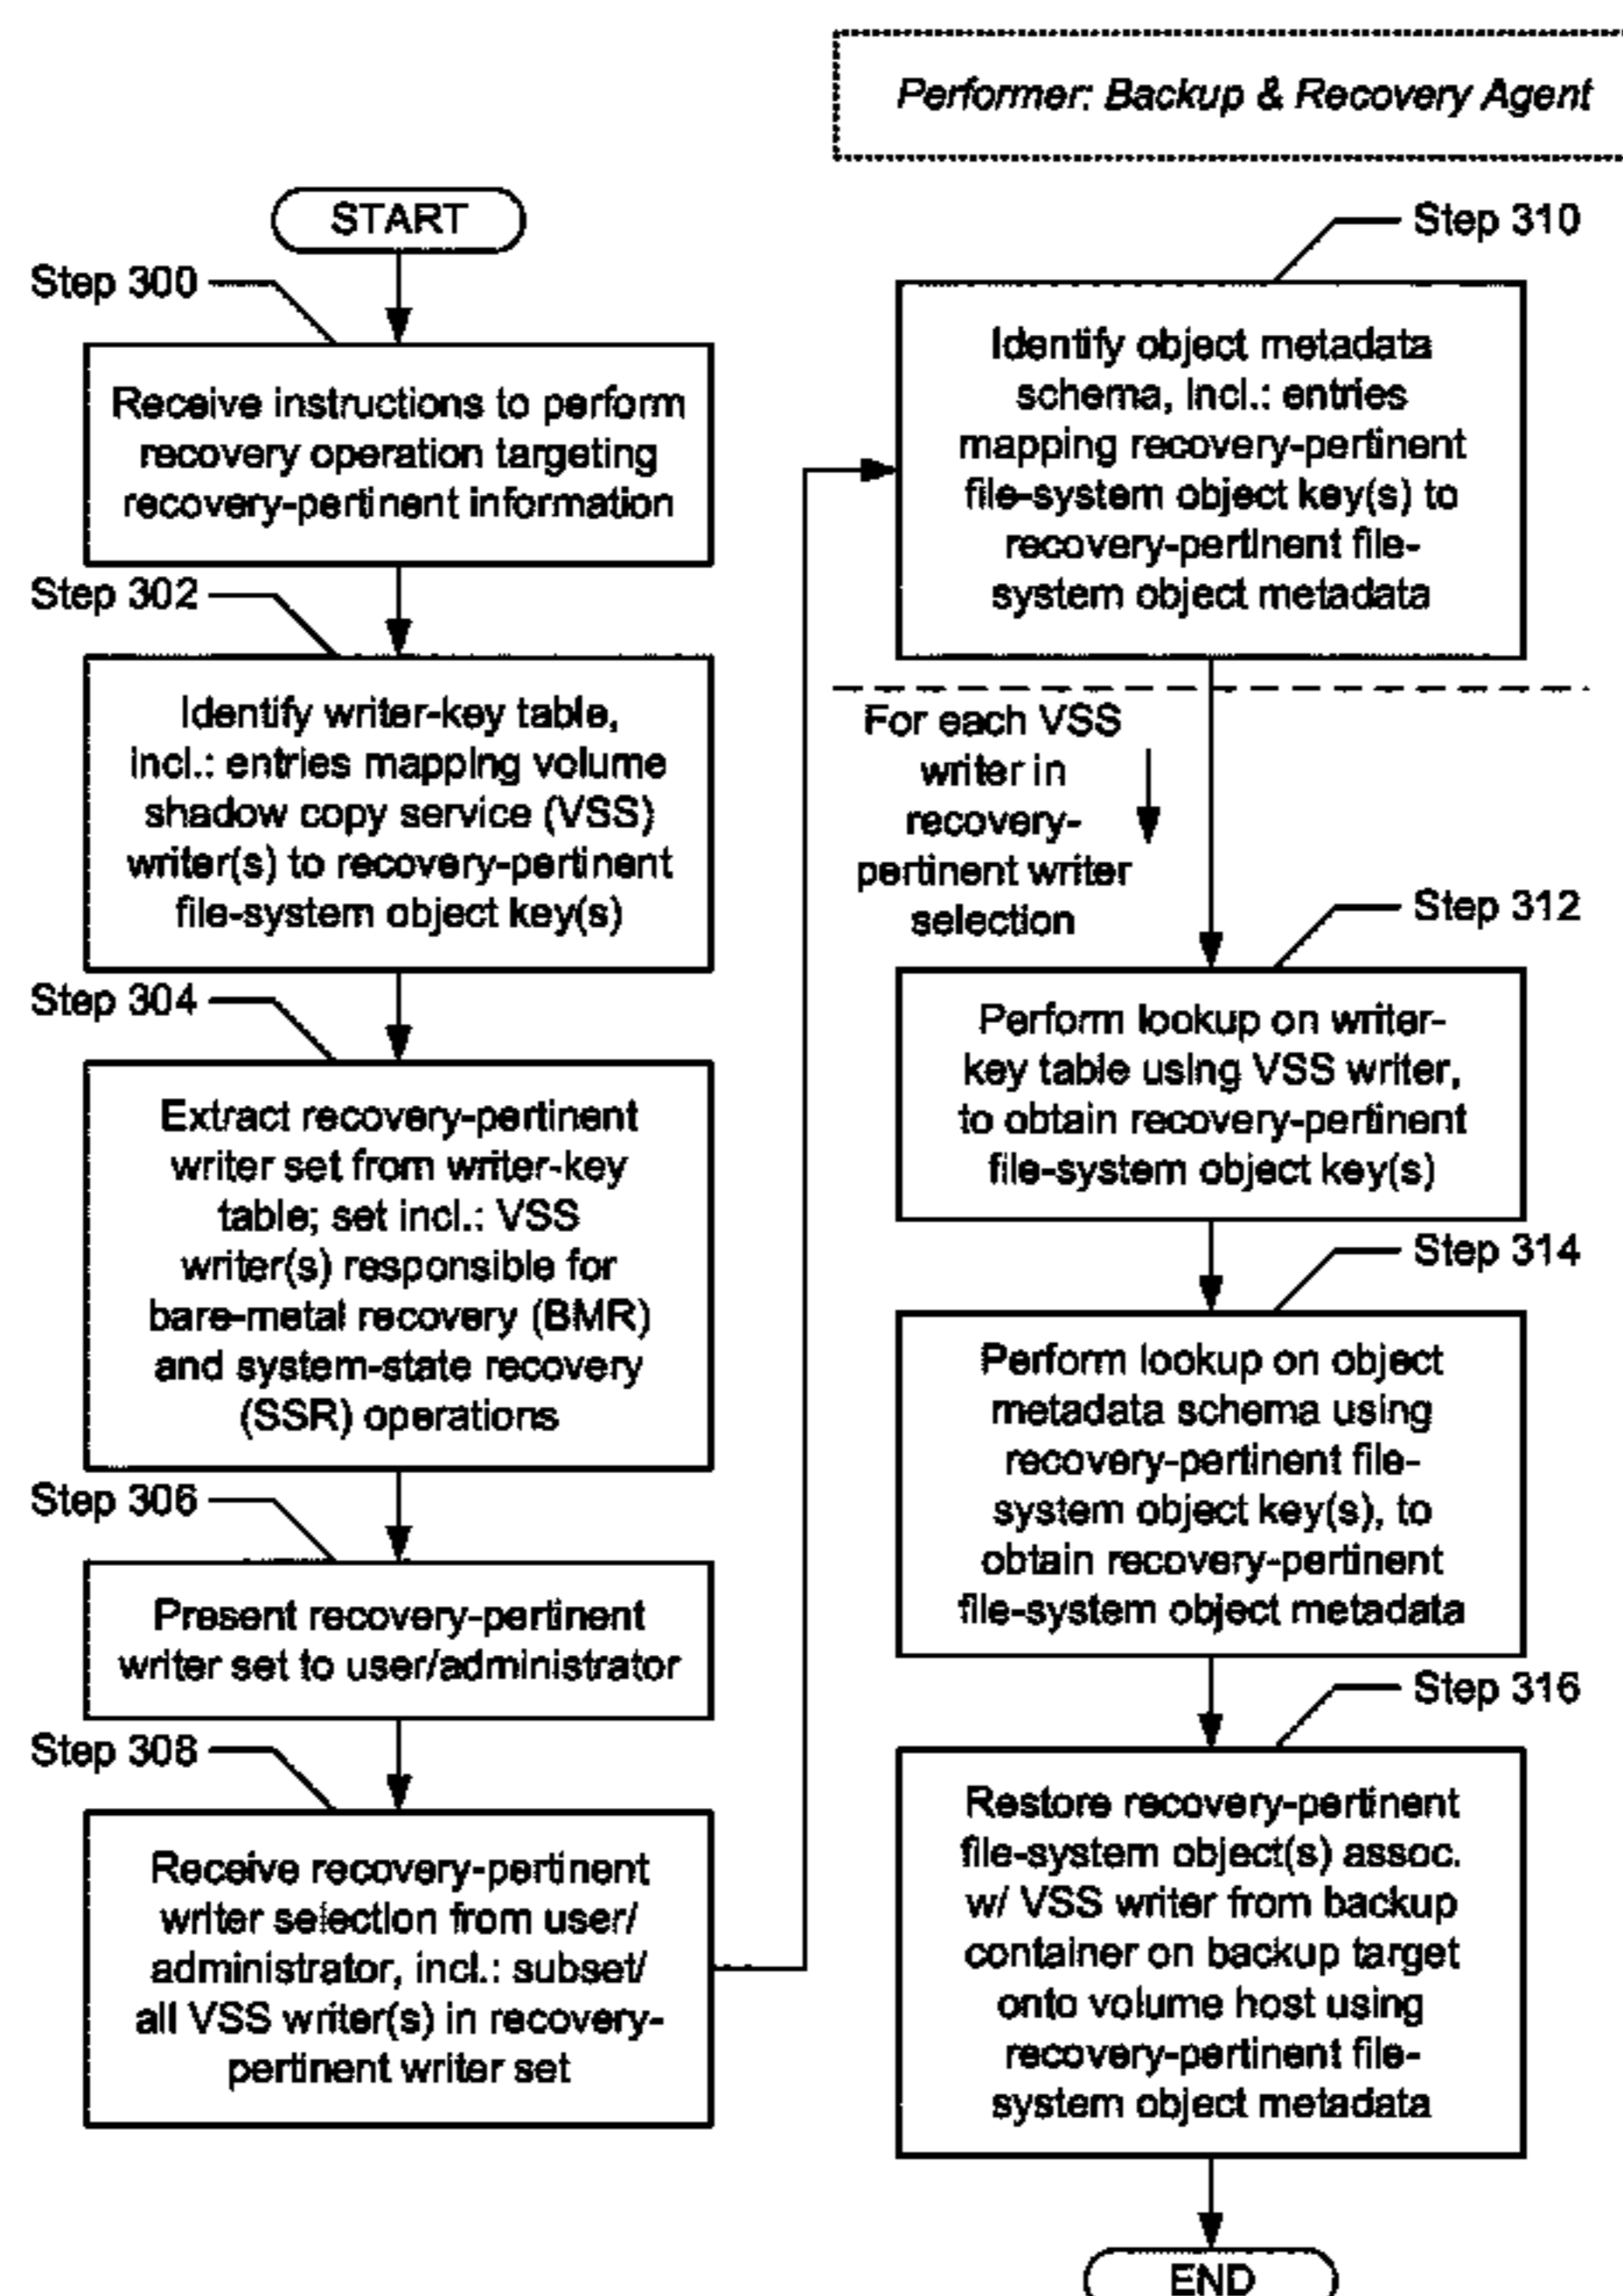 Performer: Backup & Recovery Agent
START
Step 300
Receive instructions to perform
recovery operation targeting
recovery-pertinent information
Step 302
Identify writer-key table,
incl.: entries mapping volume
shadow copy service (VSS)
writer(s) to recovery-pertinent
file-system object key(s)
Step 304
Extract recovery-pertinent
writer set from writer-key
table; set incl.: VSS
writer(s) responsible for
bare-metal recovery (BMR)
and system-state recovery
(SSR) operations
Step 306
Present recovery-pertinent
writer set to user/administrator
Step 308
Receive recovery-pertinent
writer selection from user/
administrator, incl.: subset/
all VSS writer(s) in recovery-
pertinent writer set
Step 310
Identify object metadata
schema, incl.: entries
mapping recovery-pertinent
file-system object key(s) to
recovery-pertinent file-
system object metadata
For each VSS
writer in
recovery-
pertinent writer
selection
Step 312
Perform lookup on writer-
key table using VSS writer,
to obtain recovery-pertinent
file-system object key(s)
Step 314
Perform lookup on object
metadata schema using
recovery-pertinent file-
system object key(s), to
obtain recovery-pertinent
file-system object metadata
Step 316
Restore recovery-pertinent
file-system object(s) assoc.
w/ VSS writer from backup
container on backup target
onto volume host using
recovery-pertinent file-
system object metadata
END